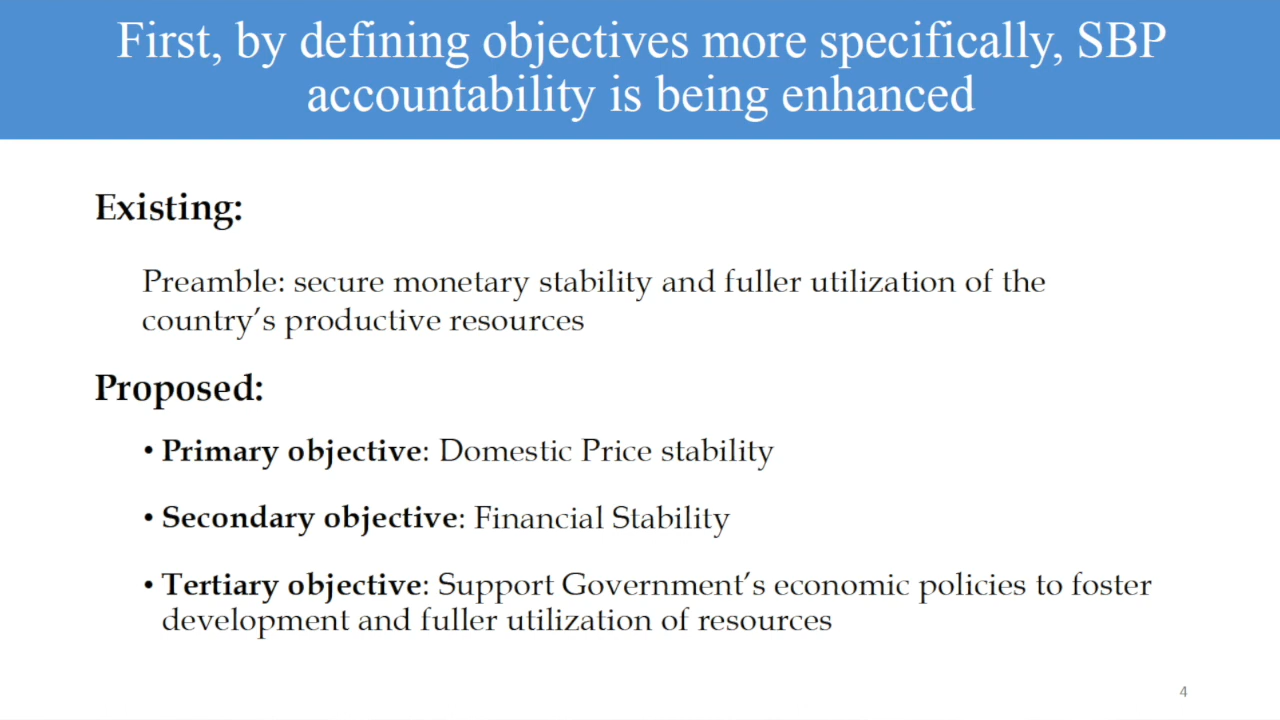 First, by defining objectives more specifically, SBP
accountability is being enhanced
Existing:
Preamble: secure monetary stability and fuller utilization of the
country’s productive resources
Proposed:
• Primary objective: Domestic Price stability
• Secondary objective: Financial Stability
• Tertiary objective: Support Government’s economic policies to foster
development and fuller utilization of resources
4